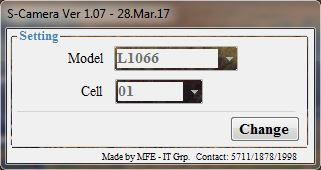 S-Camera Ver 1.07 - 28.Mar.17
Setting
Model L1066
Cell 01
Change
Made by MFE - IT Grp. Contact: 5711/1878/1998